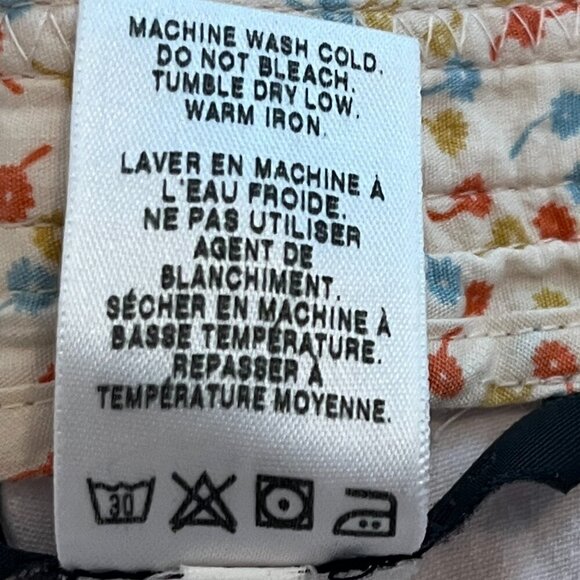 MACHINE WASH COLD.
DO NOT BLEACH.
TUMBLE DRY LOW.
WARM IRON.
LAVER EN MACHINE À
L'EAU FROIDE.
NE PAS UTILISER
AGENT DE
BLANCHIMENT.
SÉCHER EN MACHINE À
BASSE TEMPÉRATURE.
REPASSER À
TEMPÉRATURE MOYENNE.
30